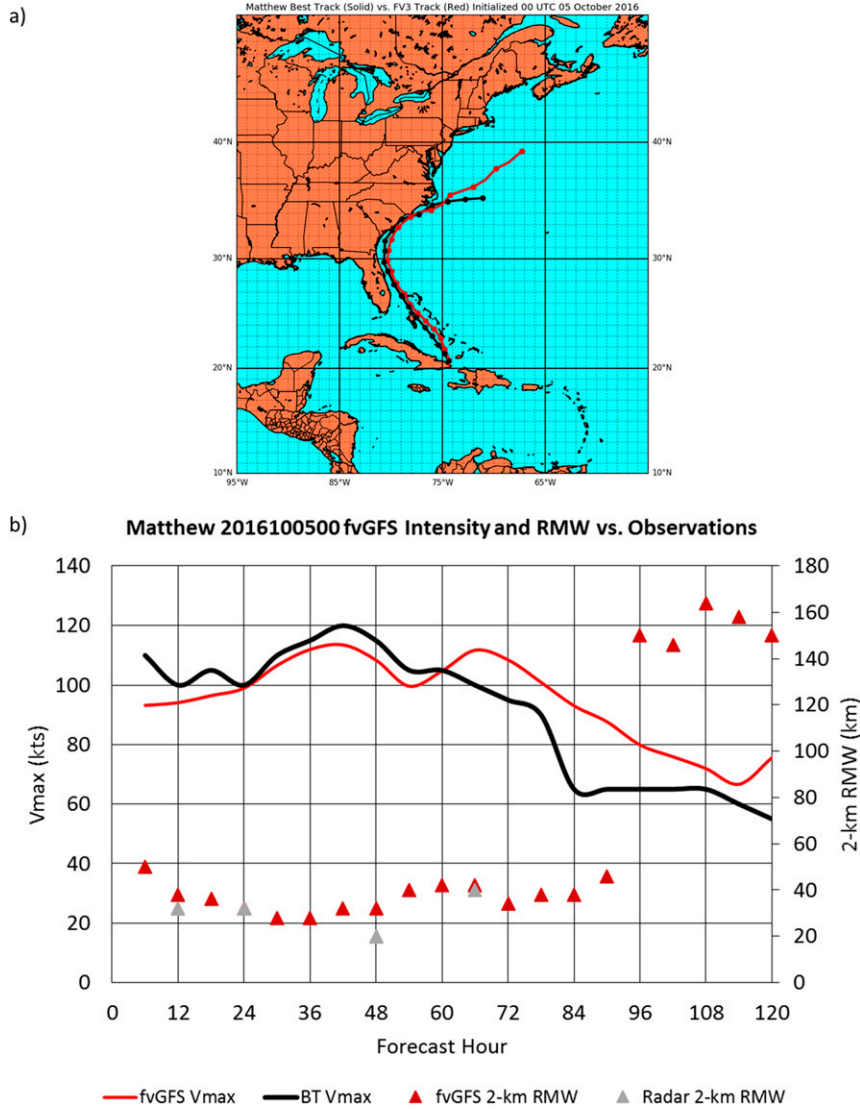 a)
Matthew Best Track (Solid) vs. FV3 Track (Red) Initialized 00 UTC 05 October 2016
40°N
30°N
20°N
10°N
95°W 85°W 75°W 65°W
b)
Matthew 2016100500 fvGFS Intensity and RMW vs. Observations
140 180
120 160
100 140
80 120
60 100
40 80
20 60
0 40
20
0
Vmax (kts)
2-km RMW (km)
0 12 24 36 48 60 72 84 96 108 120
Forecast Hour
fvGFS Vmax BT Vmax fvGFS 2-km RMW Radar 2-km RMW